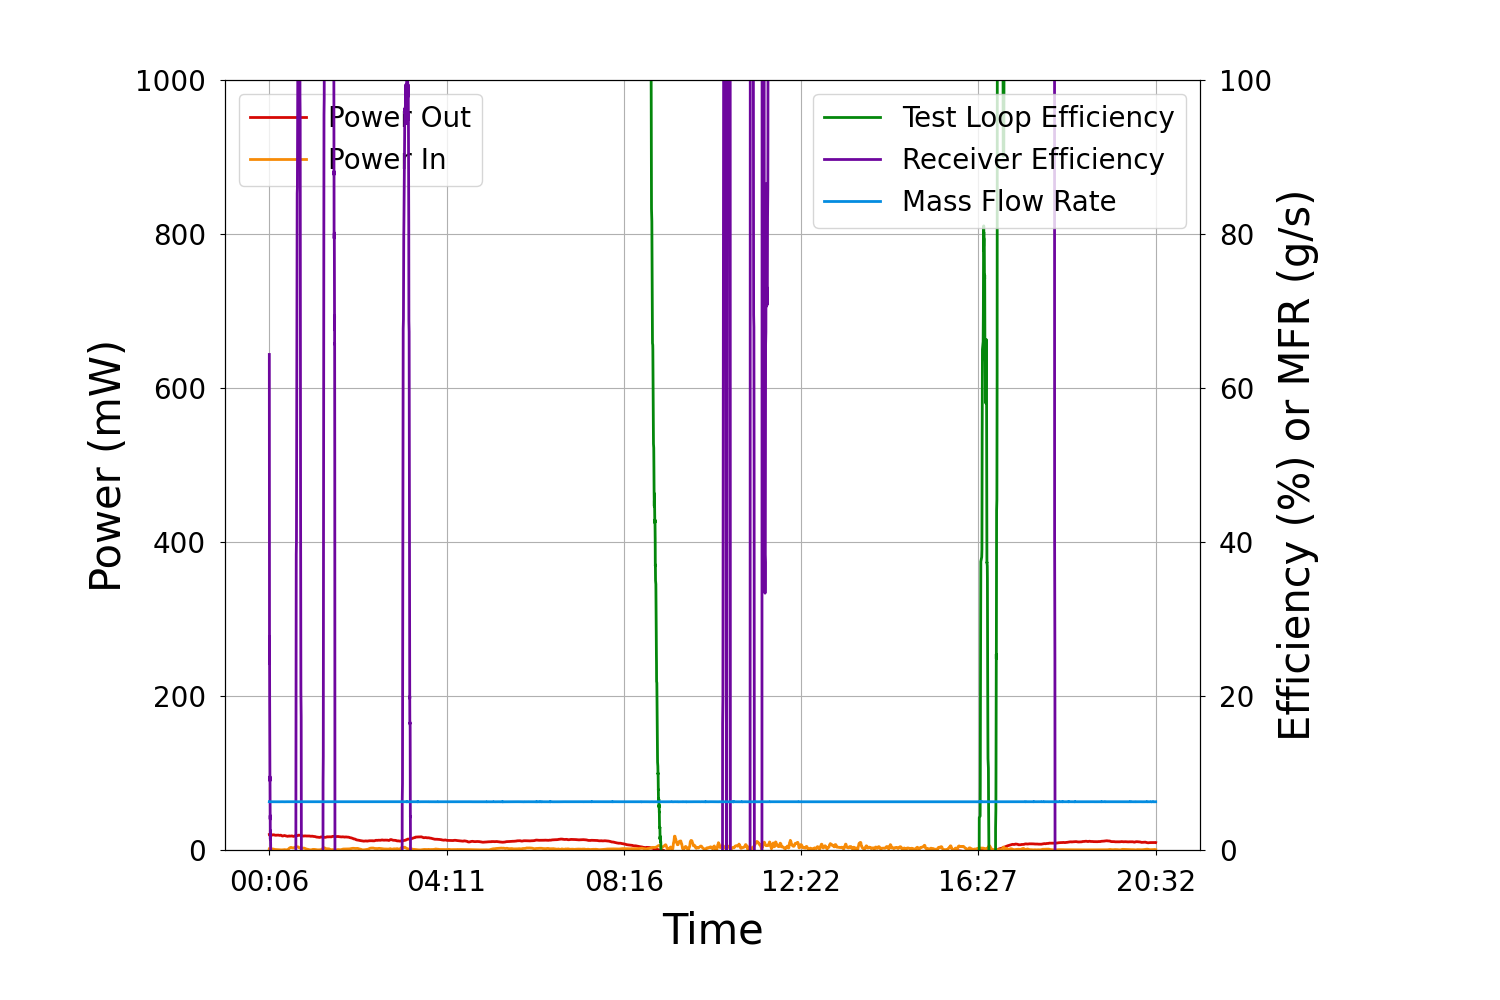 1000
800
600
400
200
0
Power (mW)
Power Out
Power In
Test Loop Efficiency
Receiver Efficiency
Mass Flow Rate
100
80
60
40
20
0
Efficiency (%) or MFR (g/s)
00:06 04:11 08:16 12:22 16:27 20:32
Time